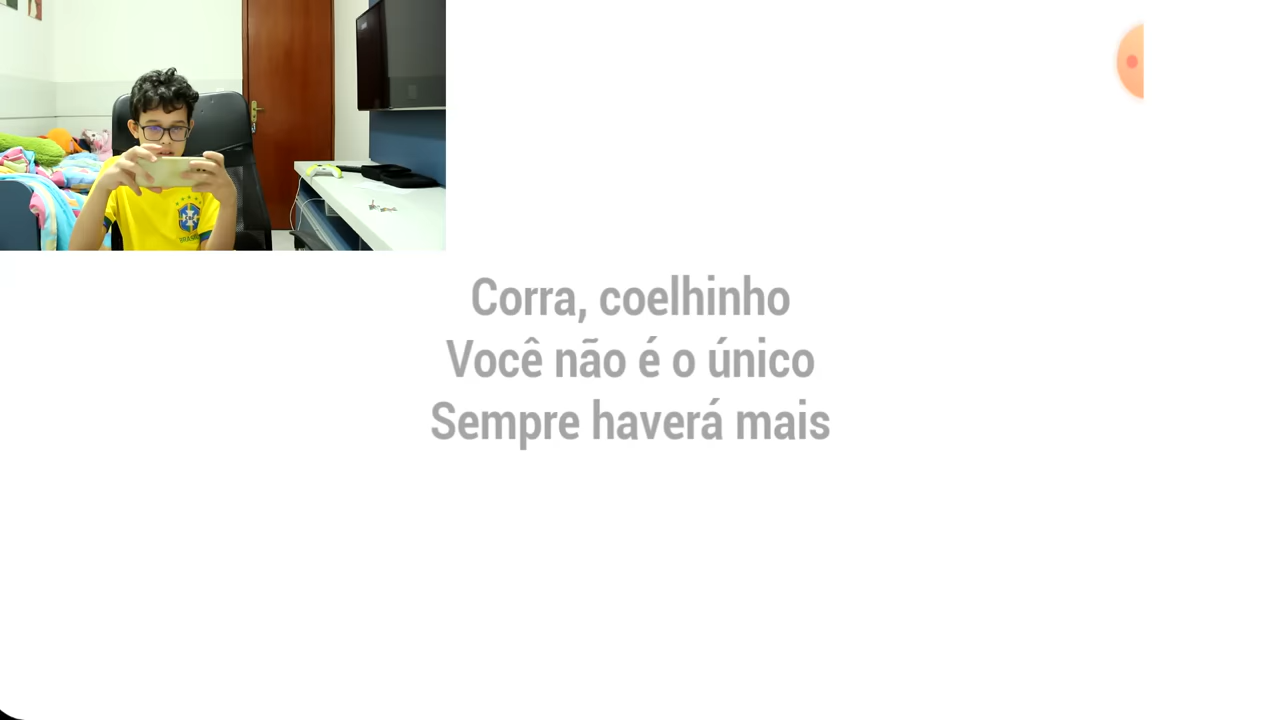 Corra, coelhinho
Você não é o único
Sempre haverá mais